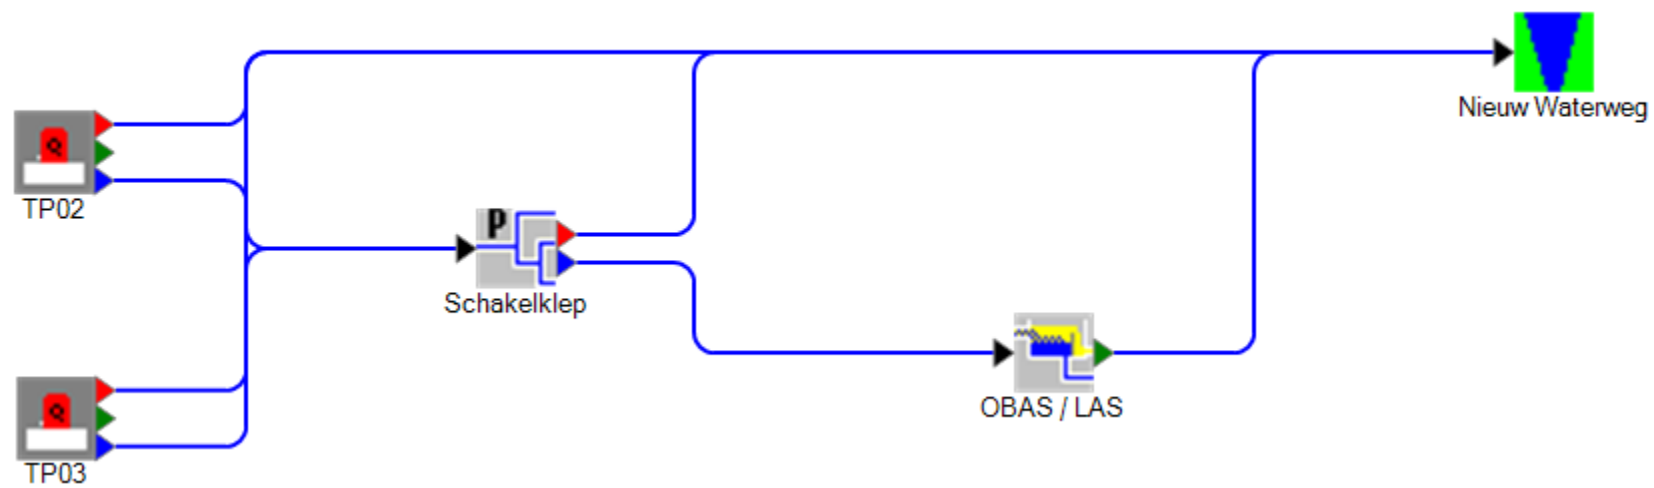 Nieuw Waterweg
Q
TP02
P
Schakelklep
OBAS / LAS
Q
TP03